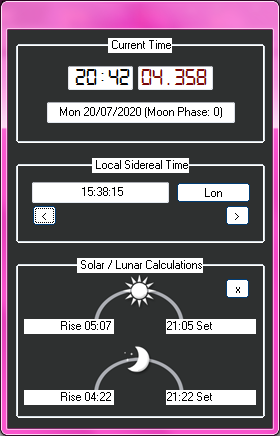 Current Time
20:42 04.358
Mon 20/07/2020 (Moon Phase: 0)
Local Sidereal Time
15:38:15 Lon
< >
Solar / Lunar Calculations
x
Rise 05:07 21:05 Set
Rise 04:22 21:22 Set